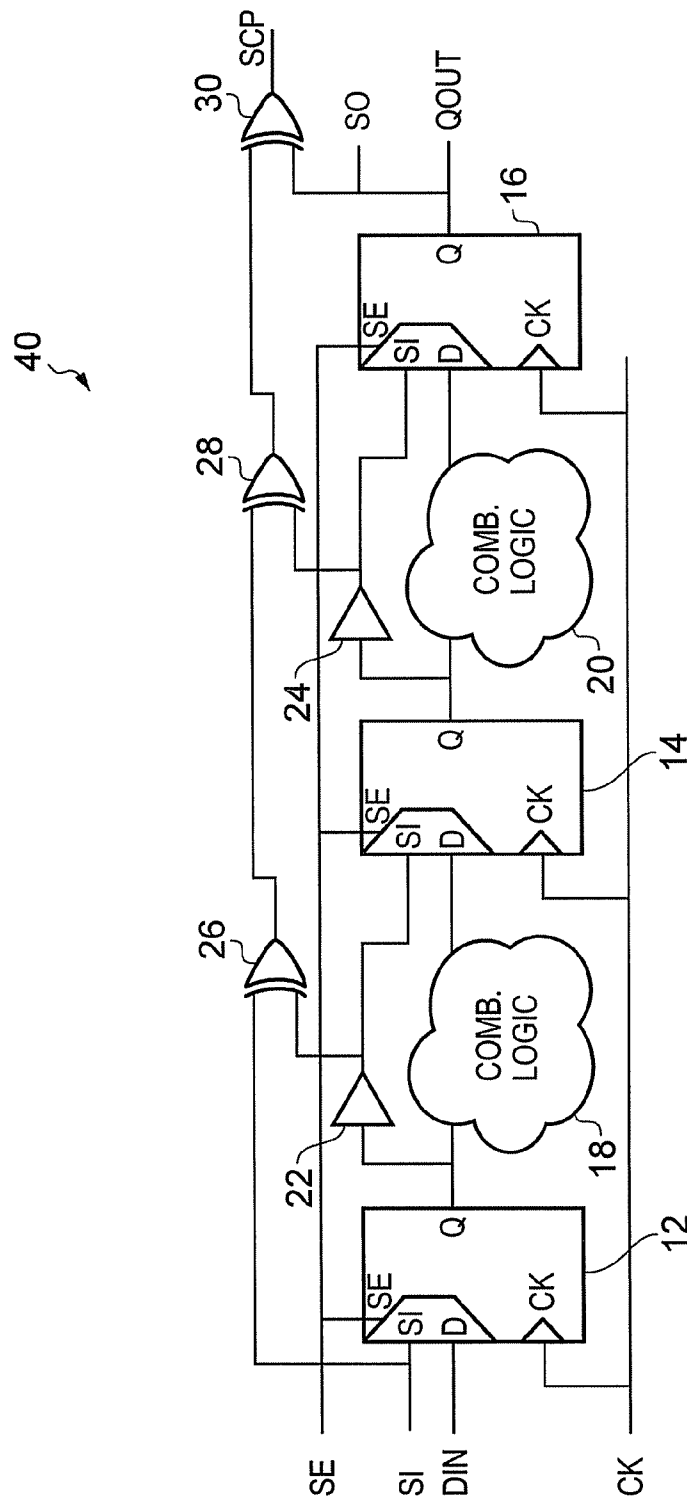 40
30
SCP
28
26
SO
QOUT
16
Q
SE
SI
D
CK
24
COMB.
LOGIC
20
14
Q
SE
SI
D
CK
22
COMB.
LOGIC
18
12
Q
SE
SI
D
CK
SE
SI
DIN
CK